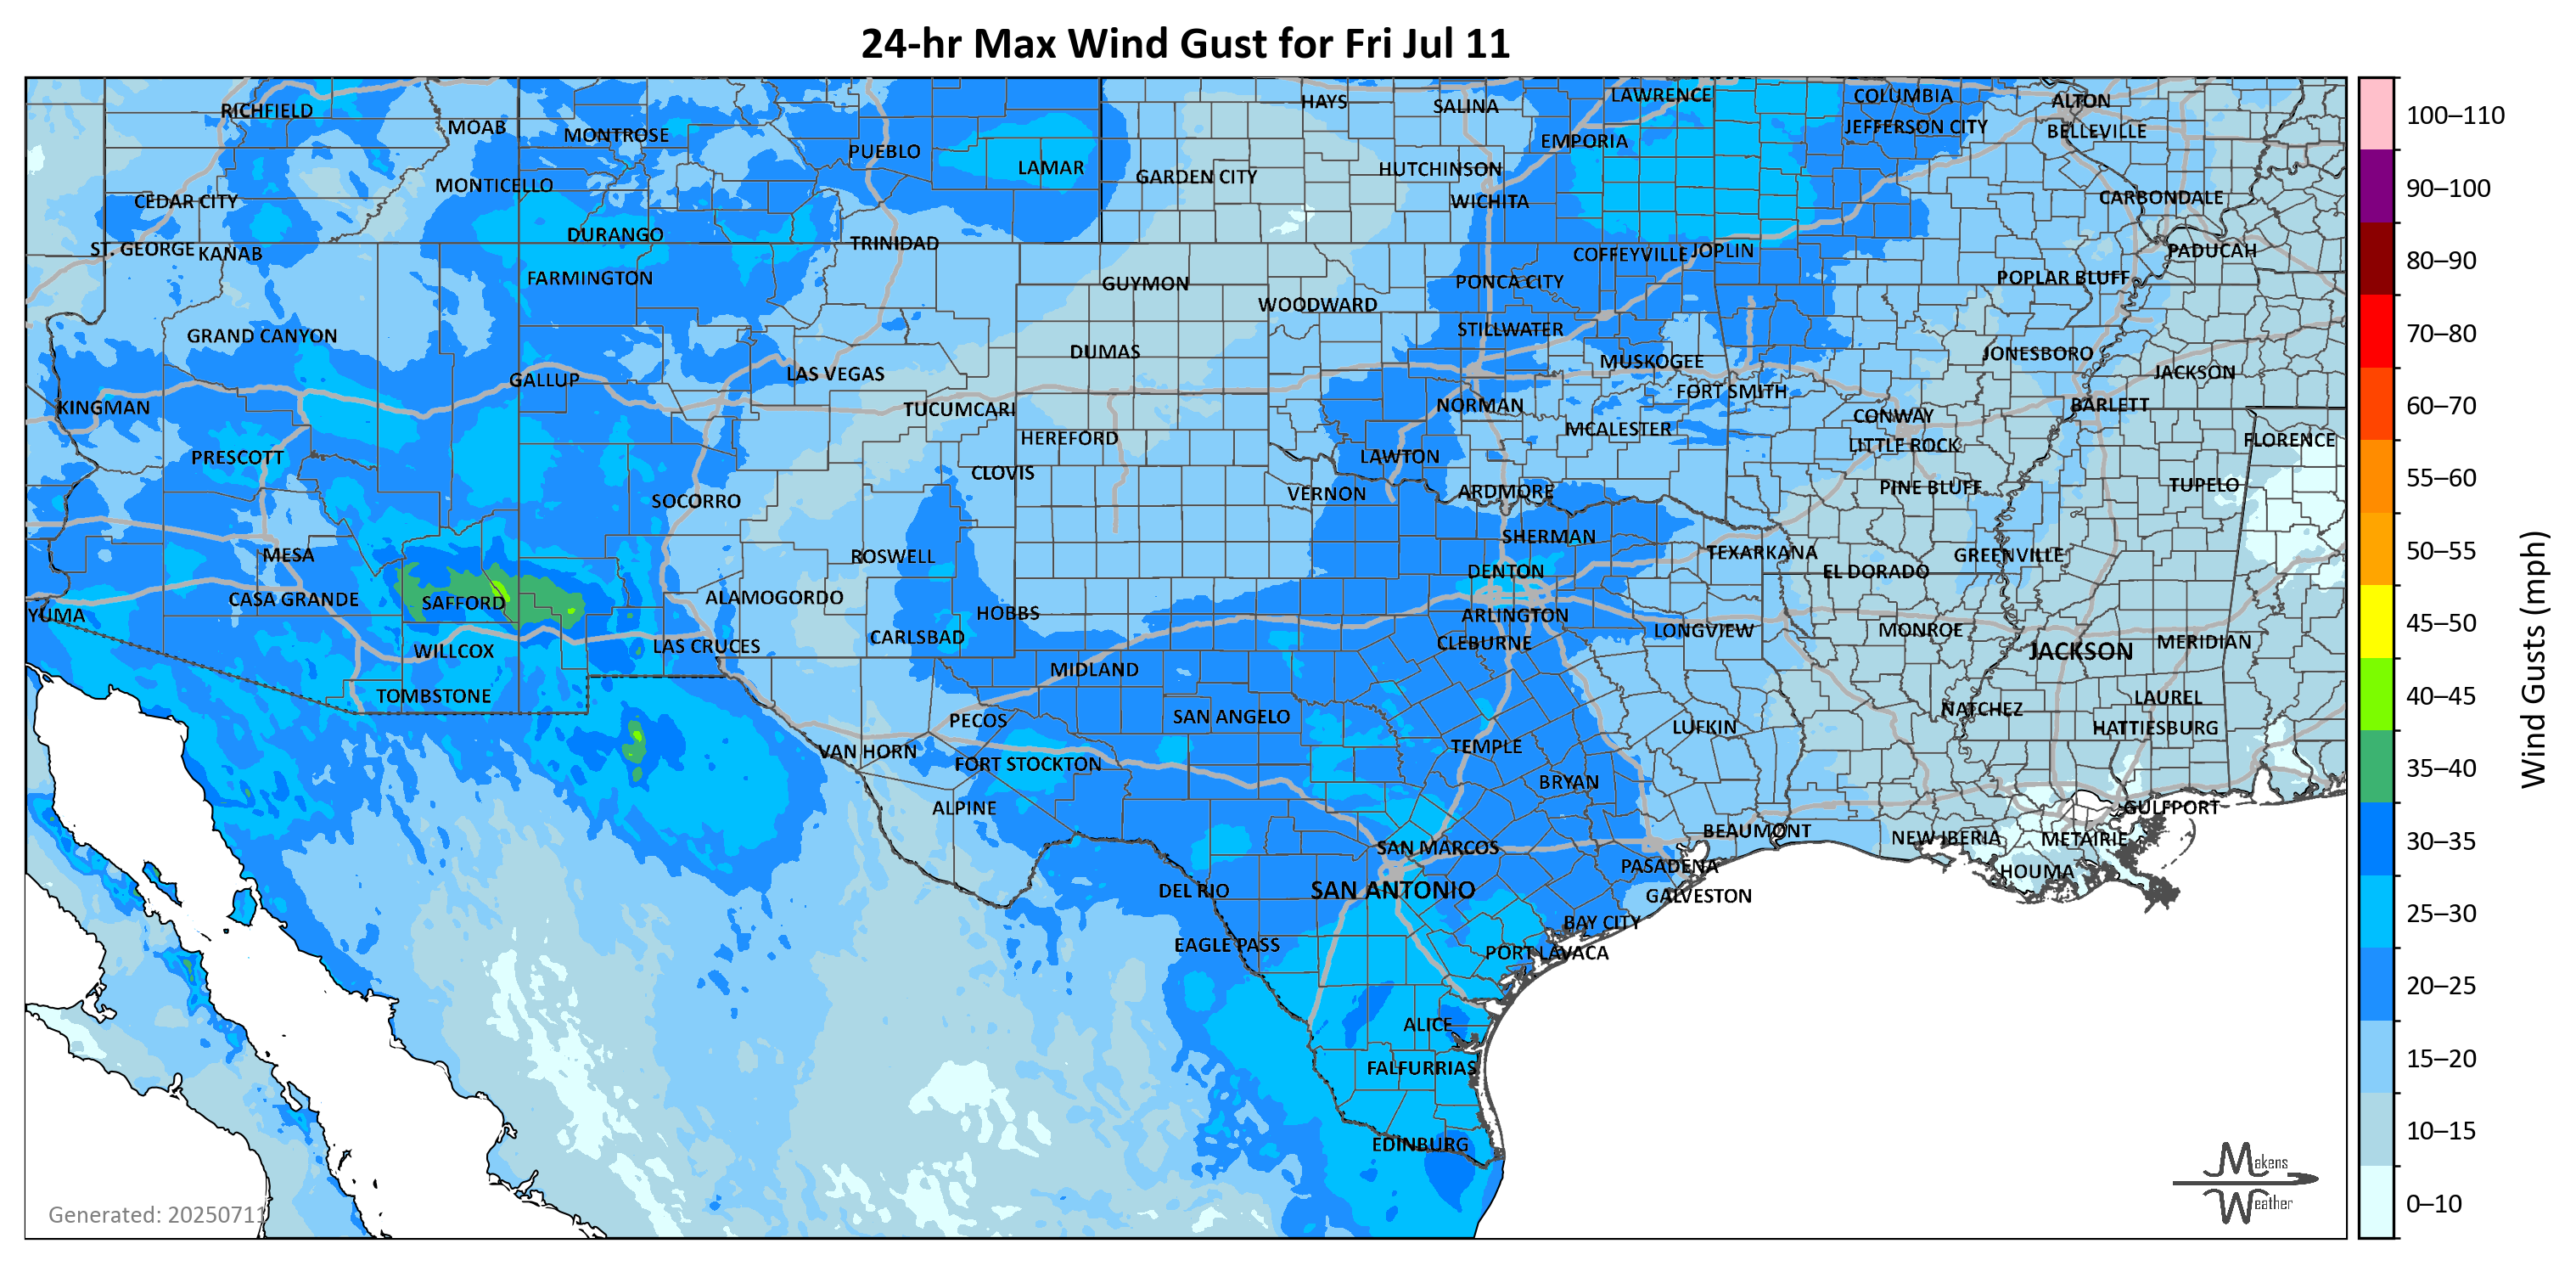 24-hr Max Wind Gust for Fri Jul 11
RICHFIELD
MOAB
MONTROSE
PUEBLO
LAMAR
HAYS
SALINA
LAWRENCE
COLUMBIA
ALTON
EMPORIA
JEFFERSON CITY
BELLEVILLE
MONTICELLO
GARDEN CITY
HUTCHINSON
CEDAR CITY
WICHITA
CARBONDALE
ST. GEORGE
KANAB
DURANGO
TRINIDAD
COFFEYVILLE
JOPLIN
PADUCAH
FARMINGTON
GUYMON
PONCA CITY
POPLAR BLUFF
WOODWARD
GRAND CANYON
STILLWATER
DUMAS
MUSKOGEE
JONESBORO
GALLUP
LAS VEGAS
FORT SMITH
JACKSON
KINGMAN
TUCUMCARI
NORMAN
CONWAY
BARLETT
HEREFORD
MCALESTER
LITTLE ROCK
FLORENCE
PRESCOTT
CLOVIS
LAWTON
SOCORRO
VERNON
ARDMORE
PINE BLUFF
TUPELO
MESA
ROSWELL
SHERMAN
TEXARKANA
GREENVILLE
DENTON
EL DORADO
YUMA
CASA GRANDE
SAFFORD
ALAMOGORDO
HOBBS
ARLINGTON
WILLCOX
LAS CRUCES
CARLSBAD
CLEBURNE
LONGVIEW
MONROE
JACKSON
MERIDIAN
TOMBSTONE
MIDLAND
LAUREL
PECOS
SAN ANGELO
NATCHEZ
HATTIESBURG
VAN HORN
FORT STOCKTON
TEMPLE
LUFKIN
ALPINE
BRYAN
GULFPORT
SAN MARCOS
BEAUMONT
NEW IBERIA
METAIRIE
DEL RIO
SAN ANTONIO
PASADENA
HOUMA
GALVESTON
EAGLE PASS
BAY CITY
PORT LAVACA
ALICE
FALFURRIAS
EDINBURG
Generated: 20250711
Makens
Weather
100–110
90–100
80–90
70–80
60–70
55–60
50–55
45–50
40–45
35–40
30–35
25–30
20–25
15–20
10–15
0–10
Wind Gusts (mph)